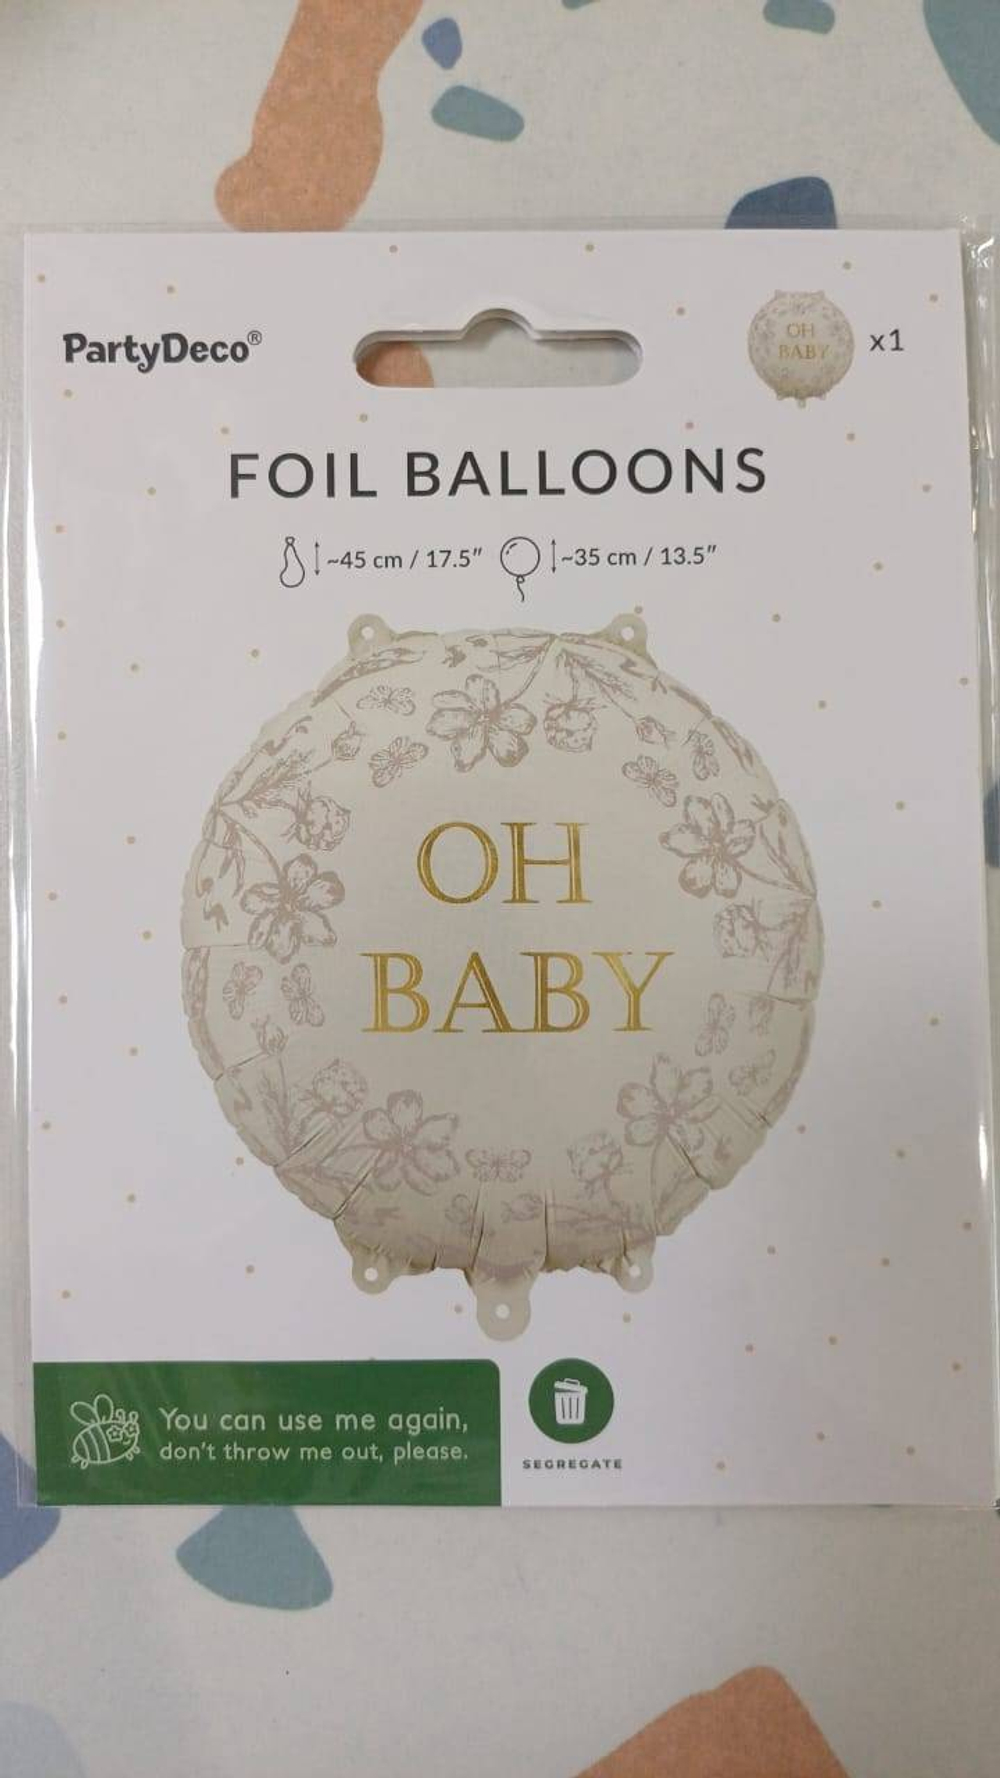 PartyDeco®
OH
BABY
x1
FOIL BALLOONS
~45 cm / 17.5" ~35 cm / 13.5"
OH
BABY
You can use me again,
don't throw me out, please.
SEGREGATE